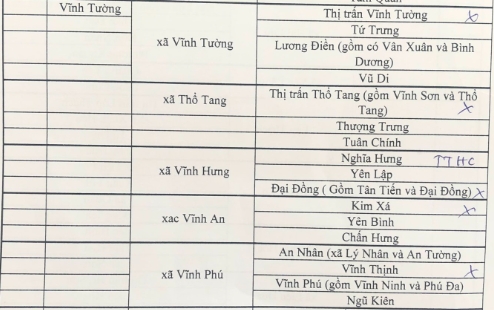 Vĩnh Tường
xã Vĩnh Tường
Thị trấn Vĩnh Tường x
Tứ Trưng
Lương Điền (gồm có Vân Xuân và Bình
Dương)
Vũ Di
xã Thổ Tang
Thị trấn Thổ Tang (gồm Vĩnh Sơn và Thổ
Tang) x
Thượng Trưng
Tuân Chính
xã Vĩnh Hưng
Nghĩa Hưng TTHC
Yên Lập
Đại Đồng ( Gồm Tân Tiến và Đại Đồng) x
xac Vĩnh An
Kim Xá x
Yên Bình
Chấn Hưng
xã Vĩnh Phú
An Nhân (xã Lý Nhân và An Tường)
Vĩnh Thịnh x
Vĩnh Phú (gồm Vĩnh Ninh và Phú Đa)
Ngũ Kiên